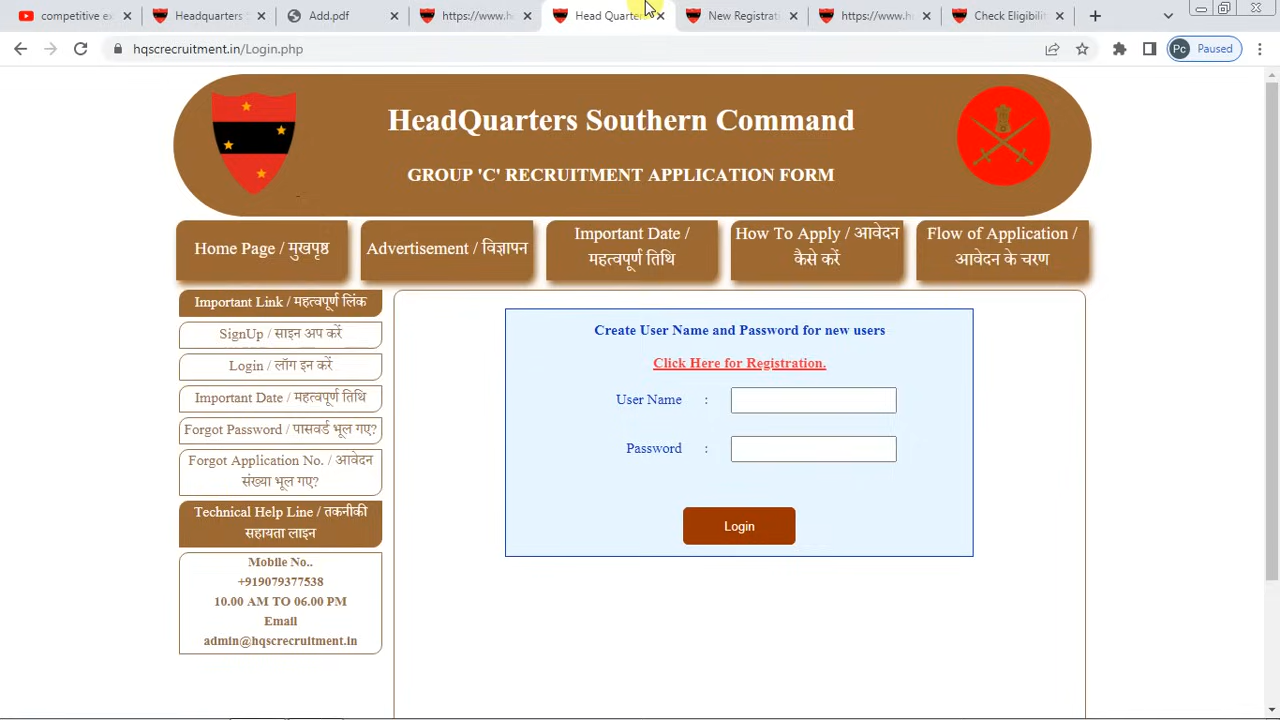 competitive ex
Headquarters S
Add.pdf
https://www.h
Head Quarter
New Registrati
https://www.h
Check Eligibili
hqscrecruitment.in/Login.php
Pc
Paused
HeadQuarters Southern Command
GROUP 'C' RECRUITMENT APPLICATION FORM
Home Page / मुखपृष्ठ
Advertisement / विज्ञापन
Important Date /
महत्वपूर्ण तिथि
How To Apply / आवेदन
कैसे करें
Flow of Application /
आवेदन के चरण
Important Link / महत्वपूर्ण लिंक
SignUp / साइन अप करें
Login / लॉग इन करें
Important Date / महत्वपूर्ण तिथि
Forgot Password / पासवर्ड भूल गए?
Forgot Application No. / आवेदन
संख्या भूल गए?
Technical Help Line / तकनीकी
सहायता लाइन
Mobile No..
+919079377538
10.00 AM TO 06.00 PM
Email
admin@hqscrecruitment.in
Create User Name and Password for new users
Click Here for Registration.
User Name :
Password :
Login